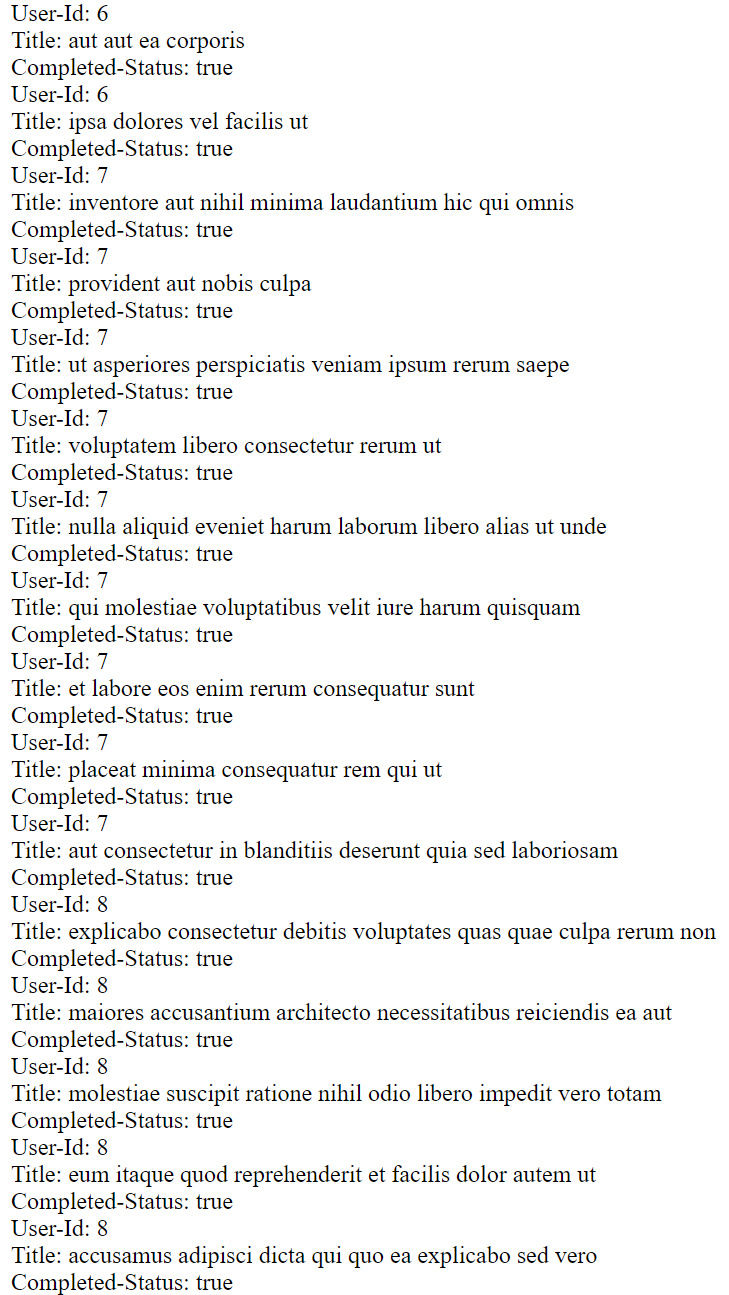 User-Id: 6
Title: aut aut ea corporis
Completed-Status: true
User-Id: 6
Title: ipsa dolores vel facilis ut
Completed-Status: true
User-Id: 7
Title: inventore aut nihil minima laudantium hic qui omnis
Completed-Status: true
User-Id: 7
Title: provident aut nobis culpa
Completed-Status: true
User-Id: 7
Title: ut asperiores perspiciatis veniam ipsum rerum saepe
Completed-Status: true
User-Id: 7
Title: voluptatem libero consectetur rerum ut
Completed-Status: true
User-Id: 7
Title: nulla aliquid eveniet harum laborum libero alias ut unde
Completed-Status: true
User-Id: 7
Title: qui molestiae voluptatibus velit iure harum quisquam
Completed-Status: true
User-Id: 7
Title: et labore eos enim rerum consequatur sunt
Completed-Status: true
User-Id: 7
Title: placeat minima consequatur rem qui ut
Completed-Status: true
User-Id: 7
Title: aut consectetur in blanditiis deserunt quia sed laboriosam
Completed-Status: true
User-Id: 8
Title: explicabo consectetur debitis voluptates quas quae culpa rerum non
Completed-Status: true
User-Id: 8
Title: maiores accusantium architecto necessitatibus reiciendis ea aut
Completed-Status: true
User-Id: 8
Title: molestiae suscipit ratione nihil odio libero impedit vero totam
Completed-Status: true
User-Id: 8
Title: eum itaque quod reprehenderit et facilis dolor autem ut
Completed-Status: true
User-Id: 8
Title: accusamus adipisci dicta qui quo ea explicabo sed vero
Completed-Status: true